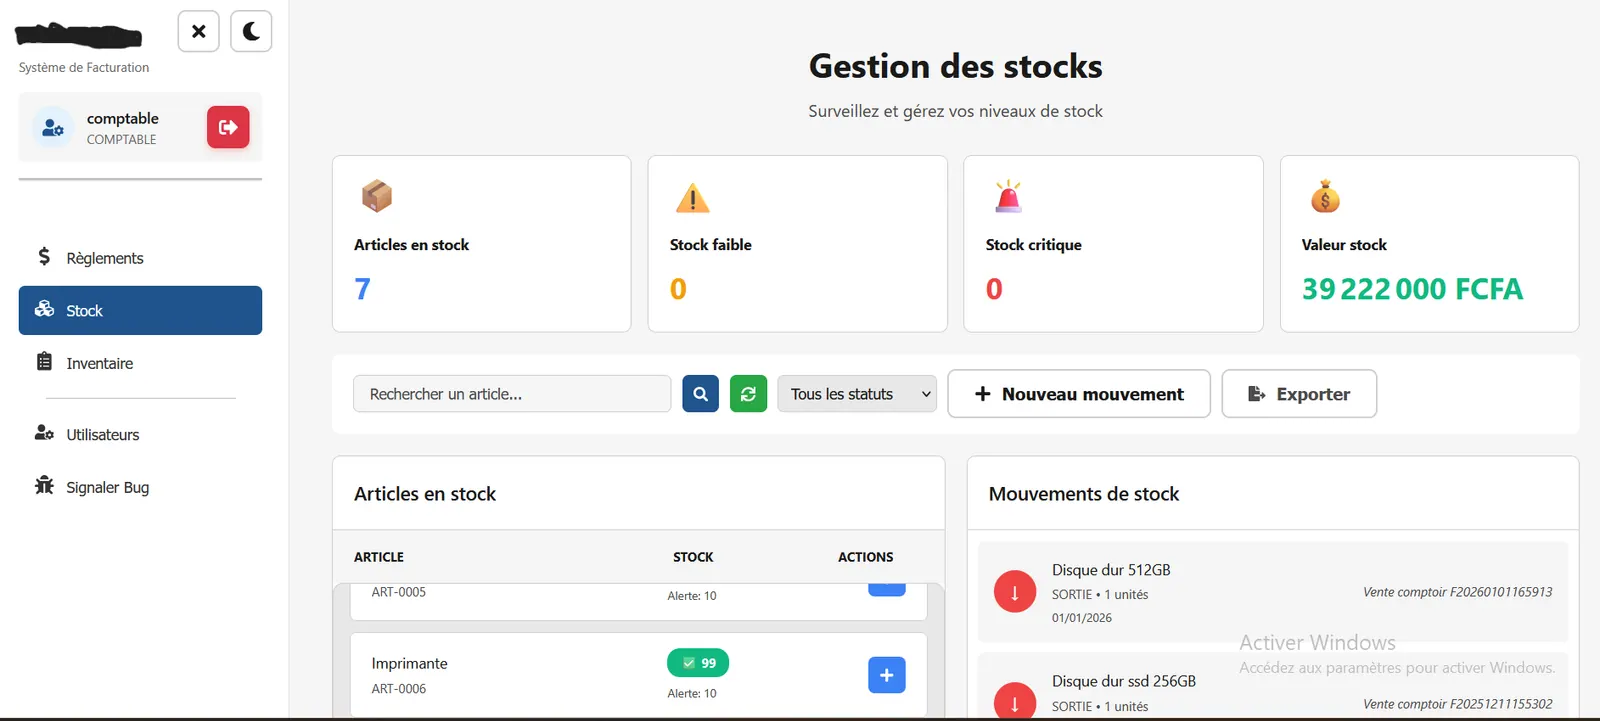 Système de Facturation
comptable
COMPTABLE
Règlements
Stock
Inventaire
Utilisateurs
Signaler Bug
Gestion des stocks
Surveillez et gérez vos niveaux de stock
Articles en stock
7
Stock faible
0
Stock critique
0
Valeur stock
39 222 000 FCFA
Rechercher un article...
Tous les statuts
Nouveau mouvement
Exporter
Articles en stock
ARTICLE STOCK ACTIONS
ART-0005
Alerte: 10
Imprimante
ART-0006
99
Alerte: 10
Mouvements de stock
Disque dur 512GB
SORTIE • 1 unités
01/01/2026
Vente comptoir F20260101165913
Disque dur ssd 256GB
SORTIE • 1 unités
Vente comptoir F20251211155302
Activer Windows
Accédez aux paramètres pour activer Windows.